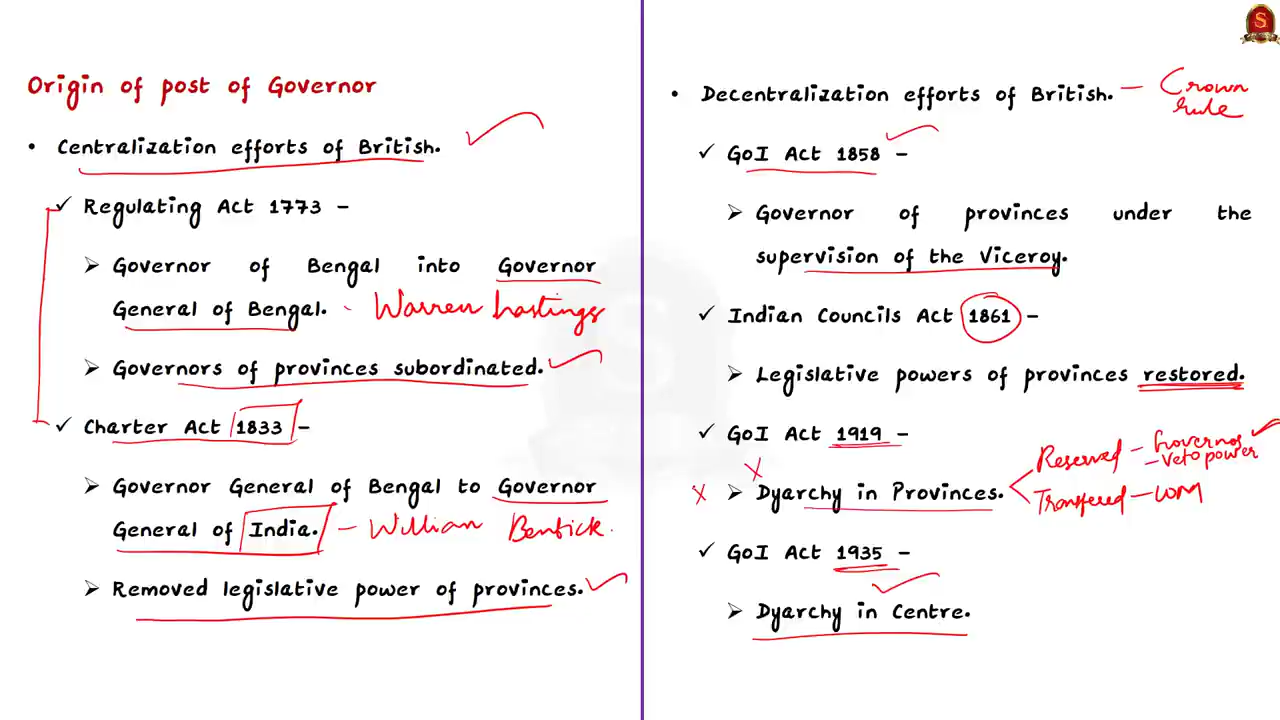 Origin of post of Governor
• Centralization efforts of British.
✓ Regulating Act 1773 –
➢ Governor of Bengal into Governor
General of Bengal. - Warren hastings
➢ Governors of provinces subordinated.
✓ Charter Act 1833 –
➢ Governor General of Bengal to Governor
General of India. – Willian Bentick.
➢ Removed legislative power of provinces.
• Decentralization efforts of British. – Crown
rule
✓ GoI Act 1858 –
➢ Governor of provinces under the
supervision of the Viceroy.
✓ Indian Councils Act 1861 –
➢ Legislative powers of provinces restored.
✓ GoI Act 1919 –
Reserved – Governor
– Veto power
➢ Dyarchy in Provinces.
Transferred –
✓ GoI Act 1935 –
➢ Dyarchy in Centre.
S